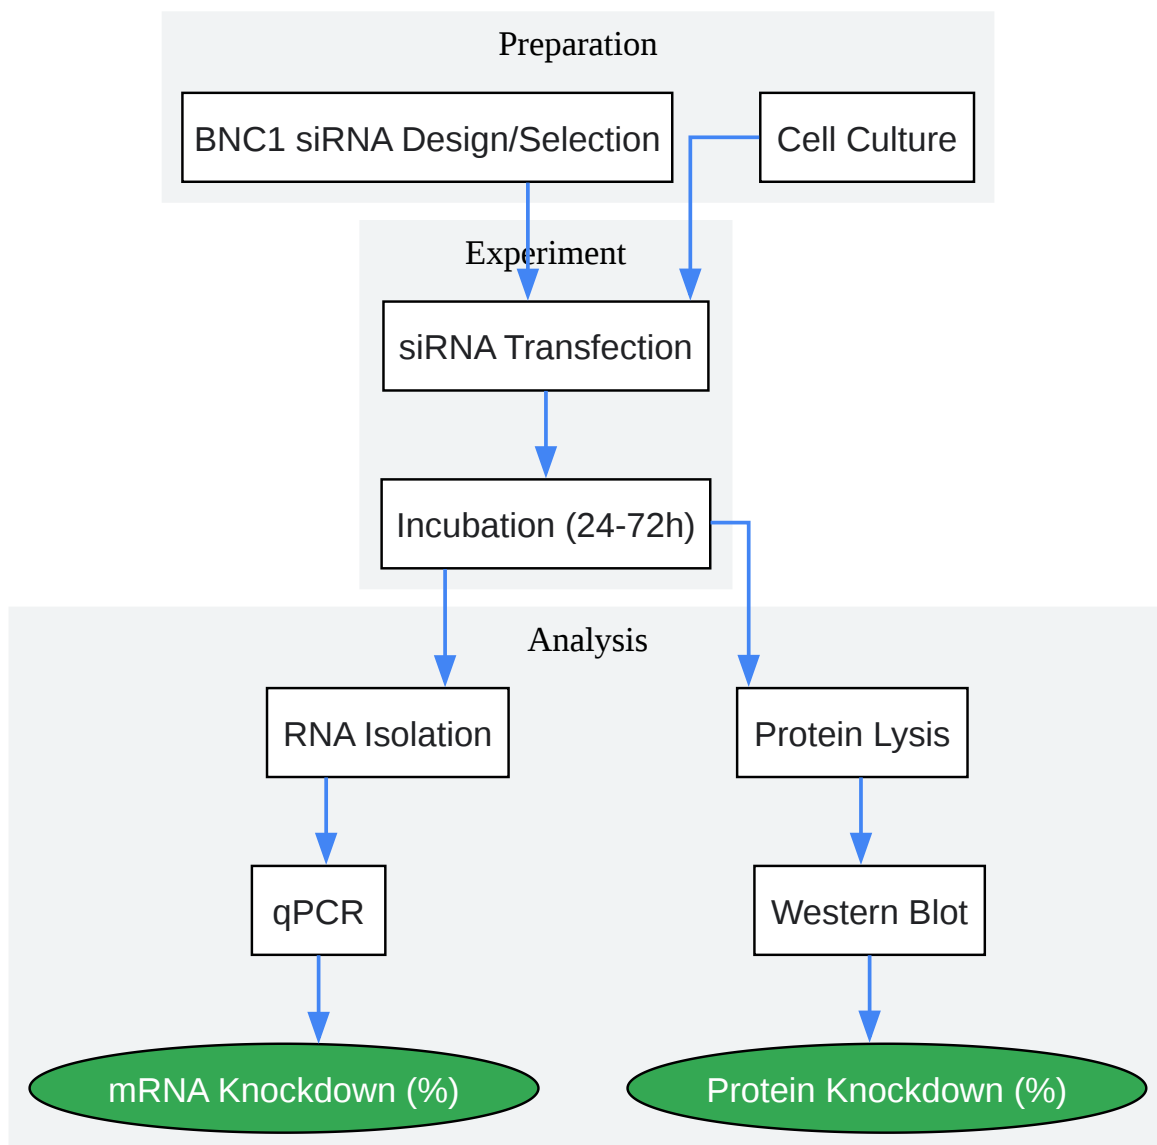 Preparation
BNC1 siRNA Design/Selection
Cell Culture
Experiment
siRNA Transfection
Incubation (24-72h)
Analysis
RNA Isolation
Protein Lysis
qPCR
Western Blot
mRNA Knockdown (%)
Protein Knockdown (%)